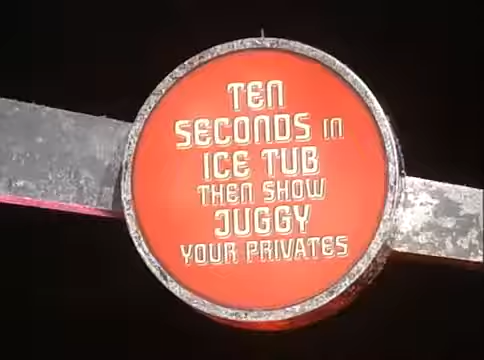 TEN
SECONDS IN
ICE TUB
THEN SHOW
JUGGY
YOUR PRIVATES